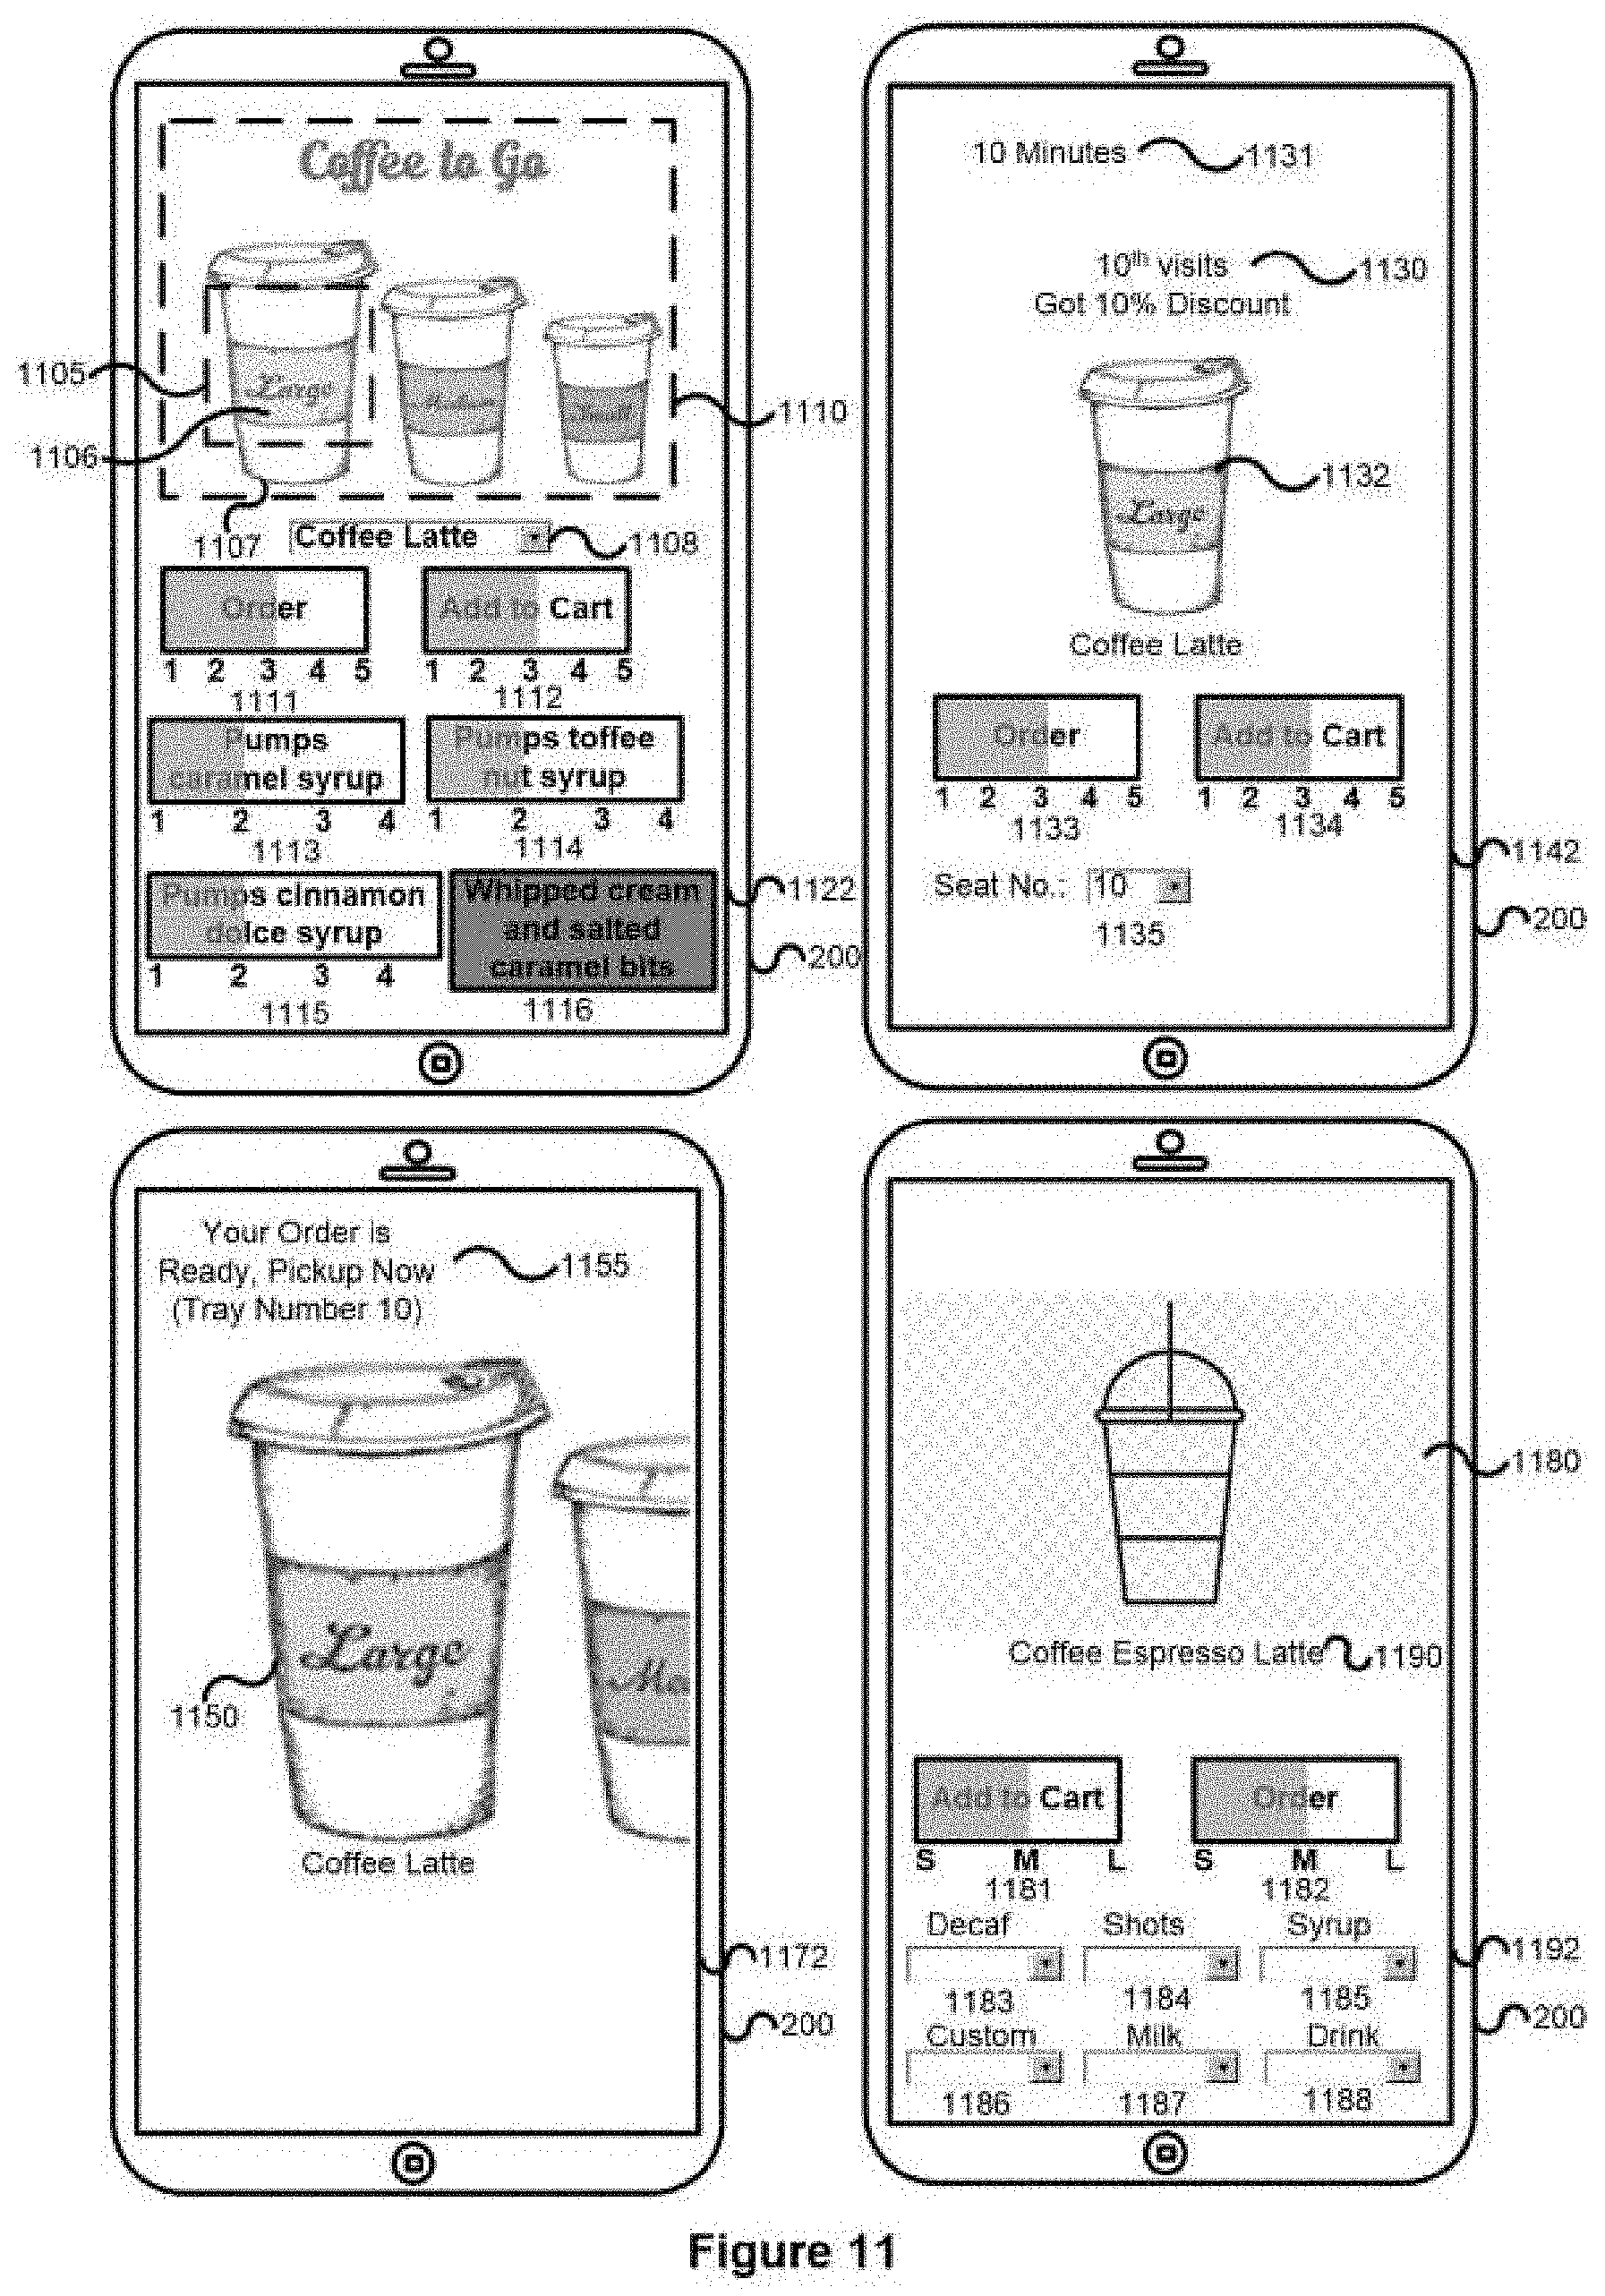 Coffee to Go
Large
Medium
Small
1105
1106
1110
1107
Coffee Latte
1108
Order
Add to Cart
1 2 3 4 5
1 2 3 4 5
1111
1112
Pumps
caramel syrup
Pumps toffee
nut syrup
1 2 3 4
1 2 3 4
1113
1114
Pumps cinnamon
dolce syrup
Whipped cream
and salted
caramel bits
1 2 3 4
1115
1116
1122
200
10 Minutes
1131
10th visits
1130
Got 10% Discount
1132
Large
Coffee Latte
Order
Add to Cart
1 2 3 4 5
1 2 3 4 5
1133
1134
1142
Seat No.: 10
200
1135
Your Order is
Ready, Pickup Now
(Tray Number 10)
1155
Large
Me
1150
Coffee Latte
1172
200
1180
Coffee Espresso Latte
1190
Add to Cart
Order
S M L
S M L
1181
1182
Decaf Shots Syrup
1183 1184 1185
1192
Custom Milk Drink
200
1186 1187 1188
Figure 11